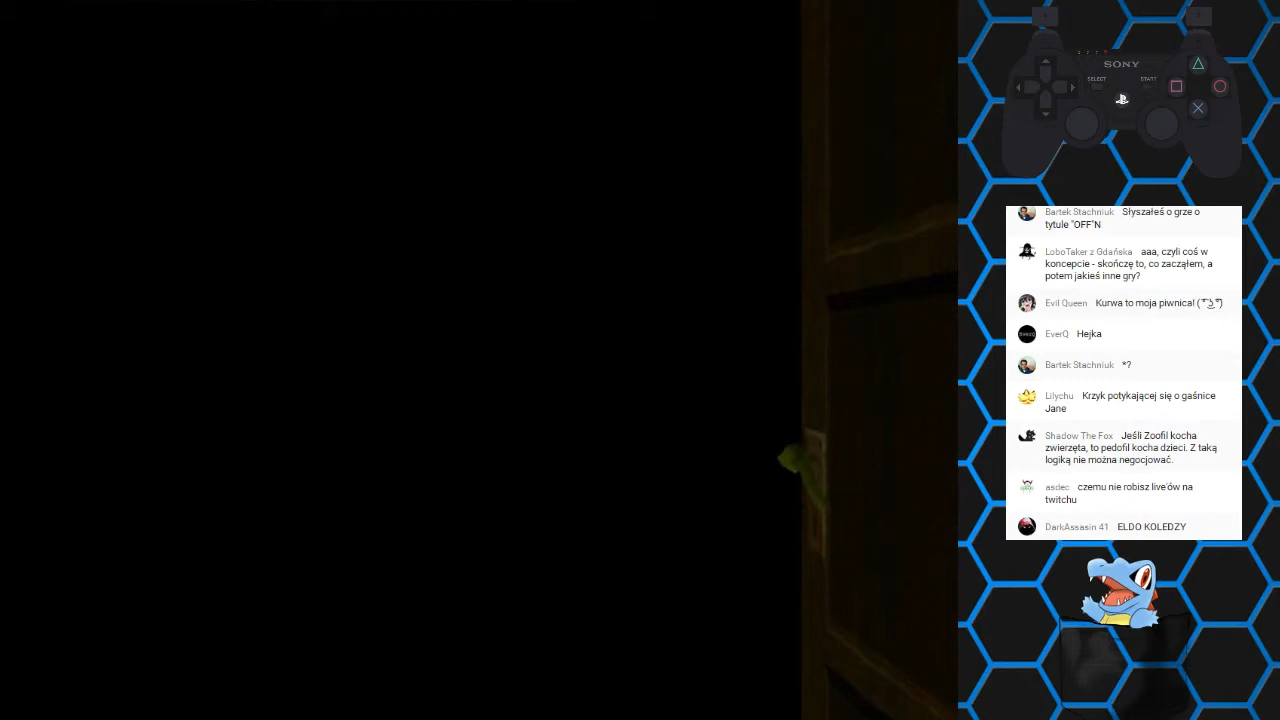 SONY
SELECT
START
Bartek Stachniuk Słyszałeś o grze o
tytule "OFF"N
LoboTaker z Gdańska aaa, czyli coś w
koncepcie - skończę to, co zacząłem, a
potem jakieś inne gry?
Evil Queen Kurwa to moja piwnica! ( ͡° ͜ʖ ͡°)
EverQ Hejka
Bartek Stachniuk *?
Lilychu Krzyk potykającej się o gaśnice
Jane
Shadow The Fox Jeśli Zoofil kocha
zwierzęta, to pedofil kocha dzieci. Z taką
logiką nie można negocjować.
asdec czemu nie robisz live'ów na
twitchu
DarkAssasin 41 ELDO KOLEDZY